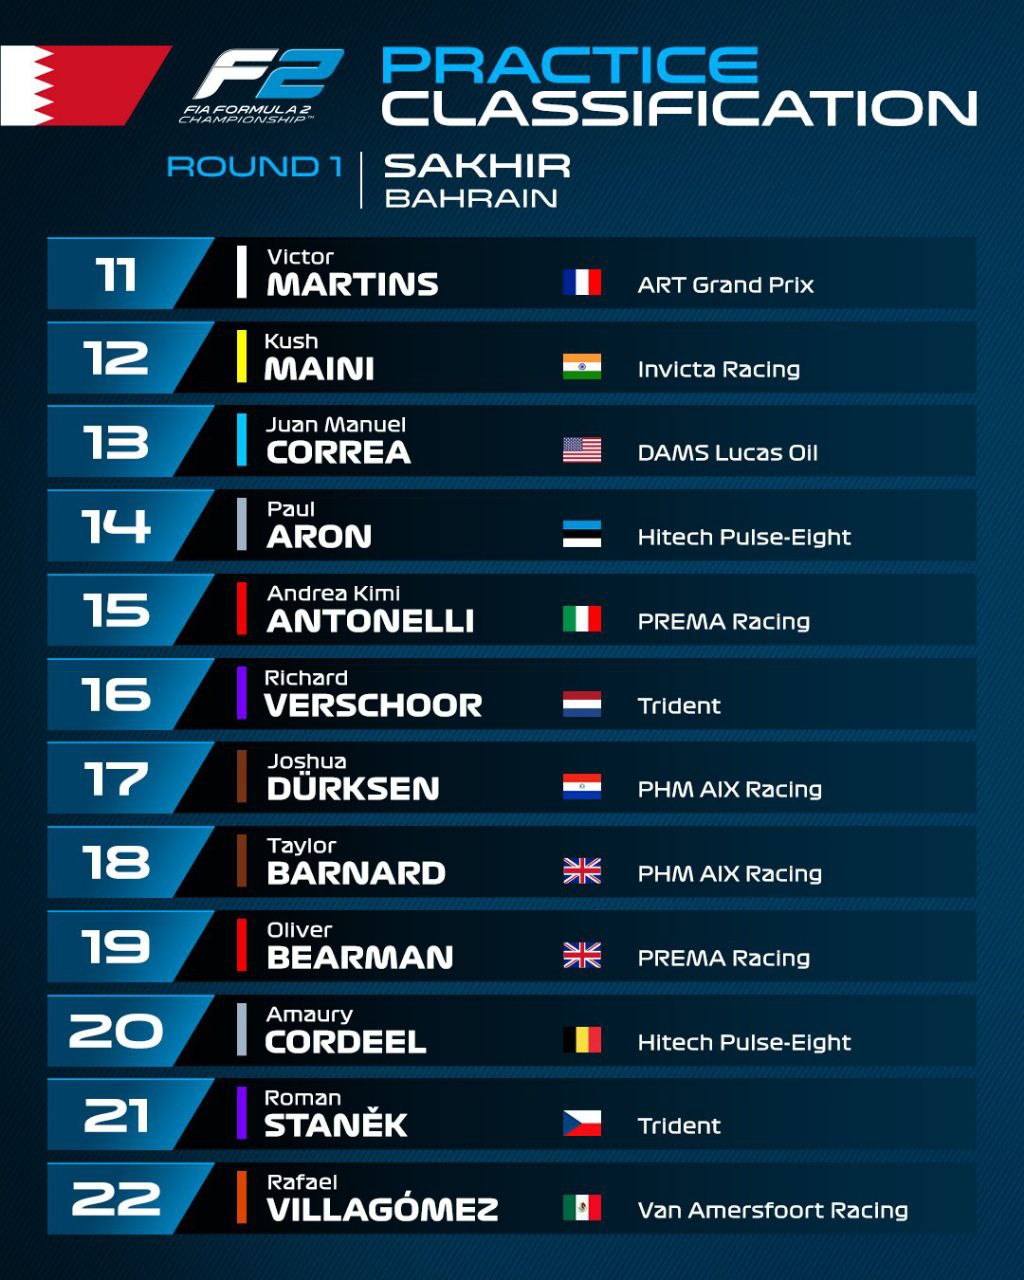 F2
FIA FORMULA 2
CHAMPIONSHIP™
PRACTICE
CLASSIFICATION
ROUND 1
SAKHIR
BAHRAIN
11
Victor
MARTINS
ART Grand Prix
12
Kush
MAINI
Invicta Racing
13
Juan Manuel
CORREA
DAMS Lucas Oil
14
Paul
ARON
Hitech Pulse-Eight
15
Andrea Kimi
ANTONELLI
PREMA Racing
16
Richard
VERSCHOOR
Trident
17
Joshua
DÜRKSEN
PHM AIX Racing
18
Taylor
BARNARD
PHM AIX Racing
19
Oliver
BEARMAN
PREMA Racing
20
Amaury
CORDEEL
Hitech Pulse-Eight
21
Roman
STANĚK
Trident
22
Rafael
VILLAGÓMEZ
Van Amersfoort Racing